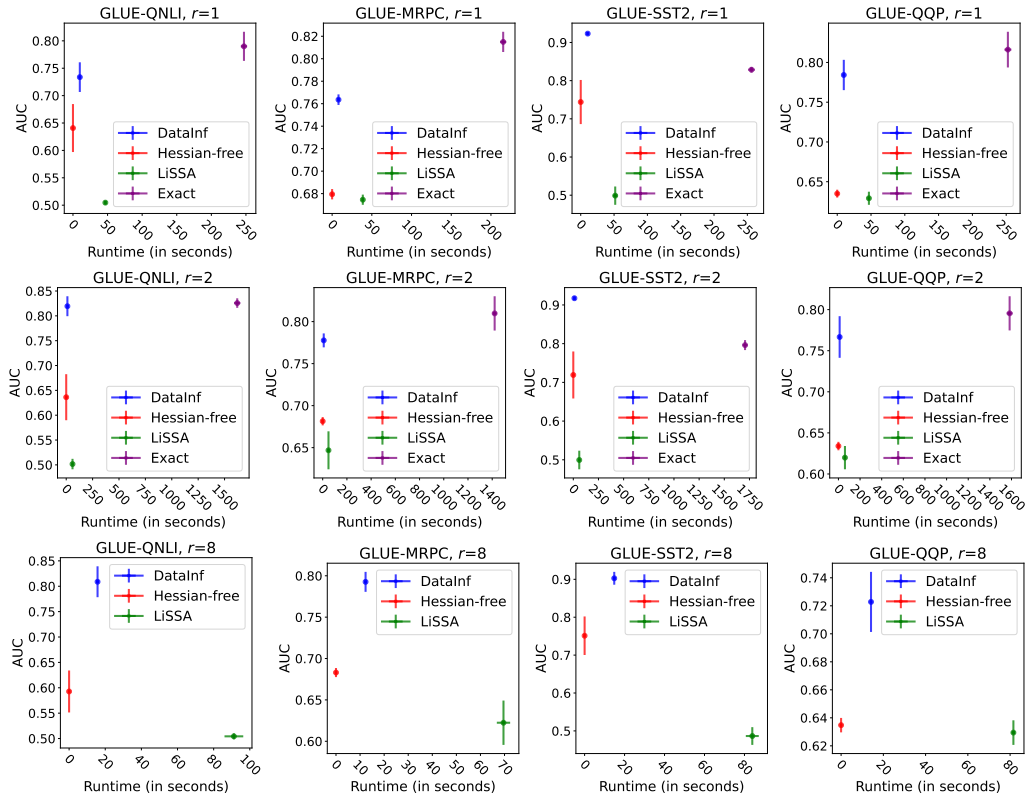 GLUE-QNLI, r=1
AUC
0.80
0.75
0.70
0.65
0.60
0.55
0.50
DataInf
Hessian-free
LiSSA
Exact
0 50 100 150 200 250
Runtime (in seconds)
GLUE-MRPC, r=1
AUC
0.82
0.80
0.78
0.76
0.74
0.72
0.70
0.68
DataInf
Hessian-free
LiSSA
Exact
0 50 100 150 200
Runtime (in seconds)
GLUE-SST2, r=1
AUC
0.9
0.8
0.7
0.6
0.5
DataInf
Hessian-free
LiSSA
Exact
0 50 100 150 200 250
Runtime (in seconds)
GLUE-QQP, r=1
AUC
0.80
0.75
0.70
0.65
DataInf
Hessian-free
LiSSA
Exact
0 50 100 150 200 250
Runtime (in seconds)
GLUE-QNLI, r=2
AUC
0.85
0.80
0.75
0.70
0.65
0.60
0.55
0.50
DataInf
Hessian-free
LiSSA
Exact
0 250 500 750 1000 1250 1500
Runtime (in seconds)
GLUE-MRPC, r=2
AUC
0.80
0.75
0.70
0.65
DataInf
Hessian-free
LiSSA
Exact
0 200 400 600 800 1000 1200 1400
Runtime (in seconds)
GLUE-SST2, r=2
AUC
0.9
0.8
0.7
0.6
0.5
DataInf
Hessian-free
LiSSA
Exact
0 250 500 750 1000 1250 1500 1750
Runtime (in seconds)
GLUE-QQP, r=2
AUC
0.80
0.75
0.70
0.65
0.60
DataInf
Hessian-free
LiSSA
Exact
0 200 400 600 800 1000 1200 1400 1600
Runtime (in seconds)
GLUE-QNLI, r=8
AUC
0.85
0.80
0.75
0.70
0.65
0.60
0.55
0.50
DataInf
Hessian-free
LiSSA
0 20 40 60 80 100
Runtime (in seconds)
GLUE-MRPC, r=8
AUC
0.80
0.75
0.70
0.65
0.60
DataInf
Hessian-free
LiSSA
0 10 20 30 40 50 60 70
Runtime (in seconds)
GLUE-SST2, r=8
AUC
0.9
0.8
0.7
0.6
0.5
DataInf
Hessian-free
LiSSA
0 20 40 60 80
Runtime (in seconds)
GLUE-QQP, r=8
AUC
0.74
0.72
0.70
0.68
0.66
0.64
0.62
DataInf
Hessian-free
LiSSA
0 20 40 60 80
Runtime (in seconds)